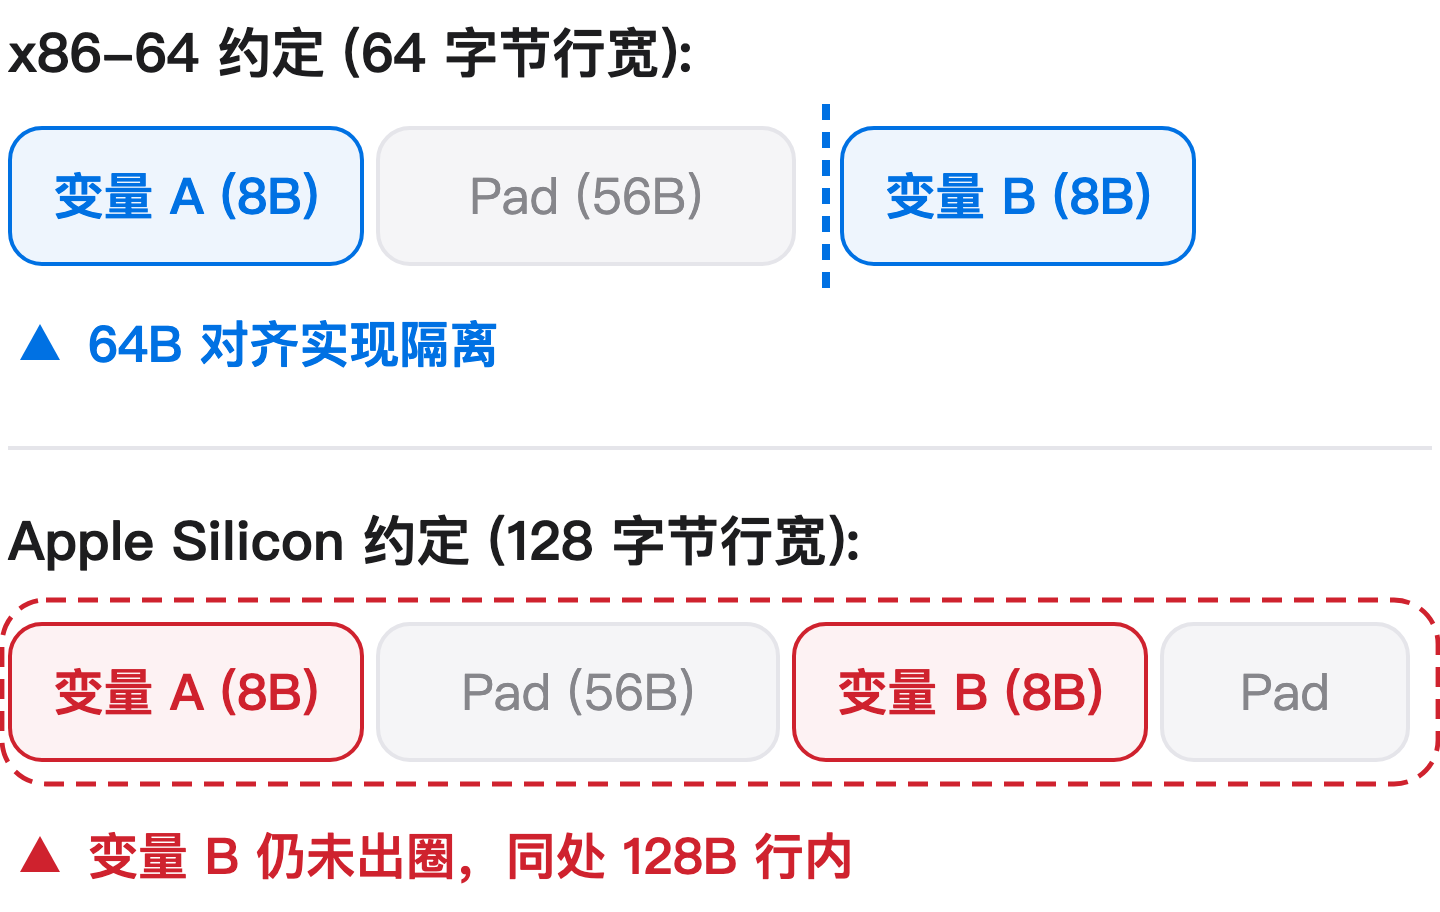 x86-64 约定 (64 字节行宽):
变量 A (8B) Pad (56B) 变量 B (8B)
▲ 64B 对齐实现隔离
Apple Silicon 约定 (128 字节行宽):
变量 A (8B) Pad (56B) 变量 B (8B) Pad
▲ 变量 B 仍未出圈，同处 128B 行内